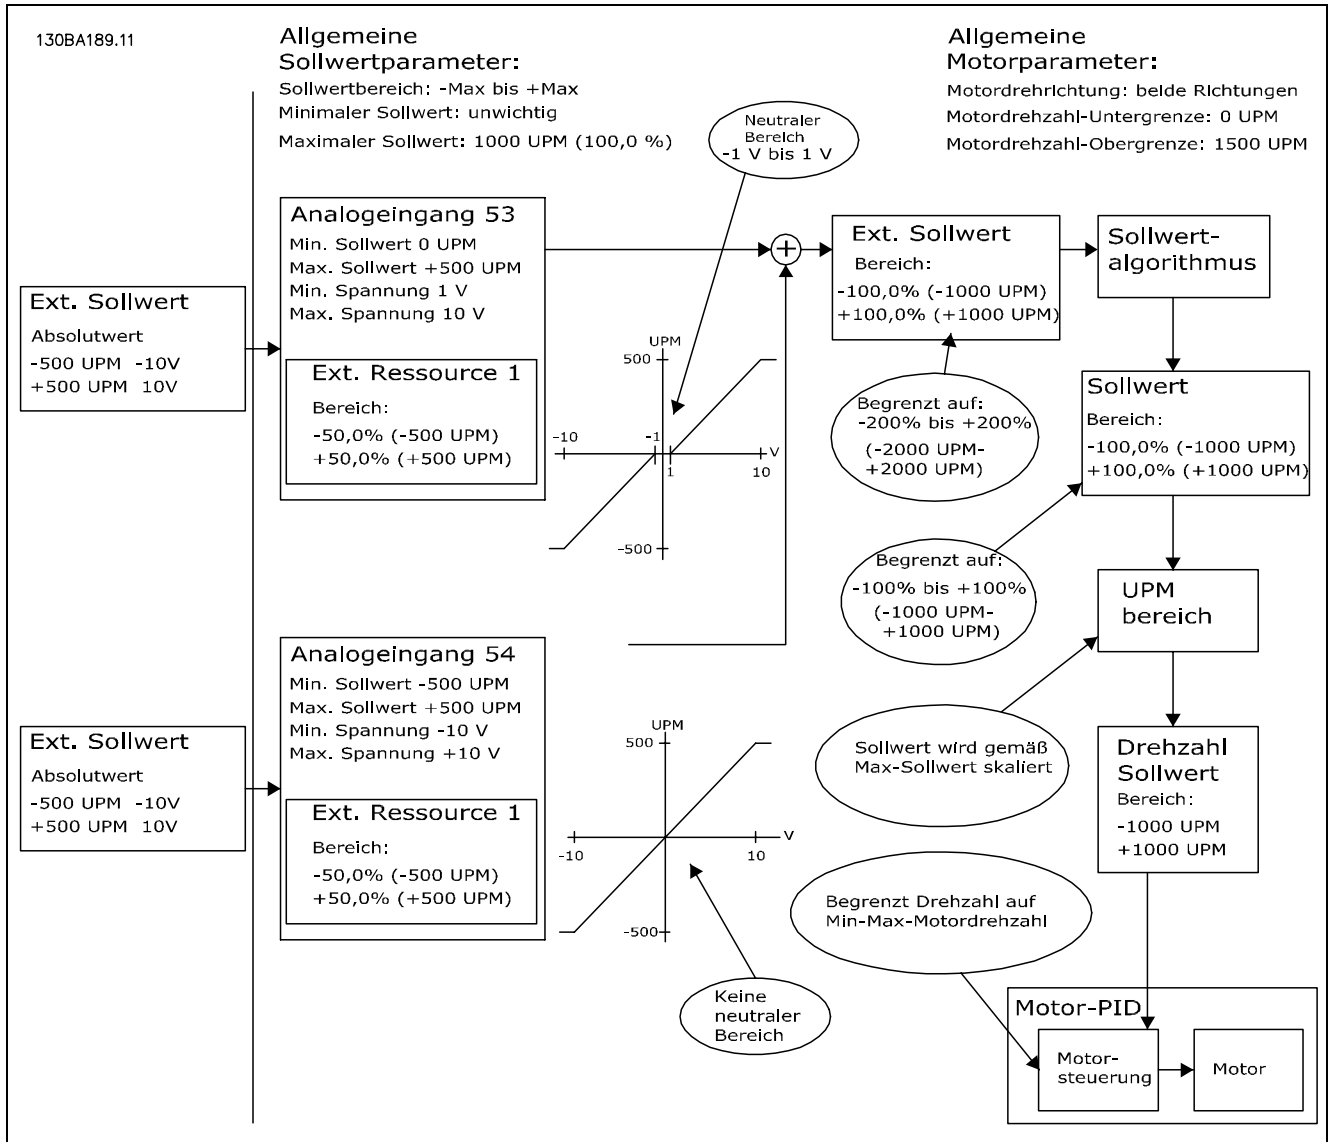 130BA189.11
Allgemeine
Sollwertparameter:
Sollwertbereich: -Max bis +Max
Minimaler Sollwert: unwichtig
Maximaler Sollwert: 1000 UPM (100,0 %)
Allgemeine
Motorparameter:
Motordrehrichtung: beide Richtungen
Motordrehzahl-Untergrenze: 0 UPM
Motordrehzahl-Obergrenze: 1500 UPM
Neutraler
Bereich
-1 V bis 1 V
Ext. Sollwert
Absolutwert
-500 UPM -10V
+500 UPM 10V
Analogeingang 53
Min. Sollwert 0 UPM
Max. Sollwert +500 UPM
Min. Spannung 1 V
Max. Spannung 10 V
Ext. Ressource 1
Bereich:
-50,0% (-500 UPM)
+50,0% (+500 UPM)
UPM
500
-10
-1
V
1
10
-500
+
Ext. Sollwert
Bereich:
-100,0% (-1000 UPM)
+100,0% (+1000 UPM)
Sollwert-
algorithmus
Begrenzt auf:
-200% bis +200%
(-2000 UPM-
+2000 UPM)
Sollwert
Bereich:
-100,0% (-1000 UPM)
+100,0% (+1000 UPM)
Begrenzt auf:
-100% bis +100%
(-1000 UPM-
+1000 UPM)
UPM
bereich
Ext. Sollwert
Absolutwert
-500 UPM -10V
+500 UPM 10V
Analogeingang 54
Min. Sollwert -500 UPM
Max. Sollwert +500 UPM
Min. Spannung -10 V
Max. Spannung +10 V
Ext. Ressource 1
Bereich:
-50,0% (-500 UPM)
+50,0% (+500 UPM)
UPM
500
V
-10
10
-500
Sollwert wird gemäß
Max-Sollwert skaliert
Drehzahl
Sollwert
Bereich:
-1000 UPM
+1000 UPM
Begrenzt Drehzahl auf
Min-Max-Motordrehzahl
Keine
neutraler
Bereich
Motor-PID
Motor-
steuerung
Motor